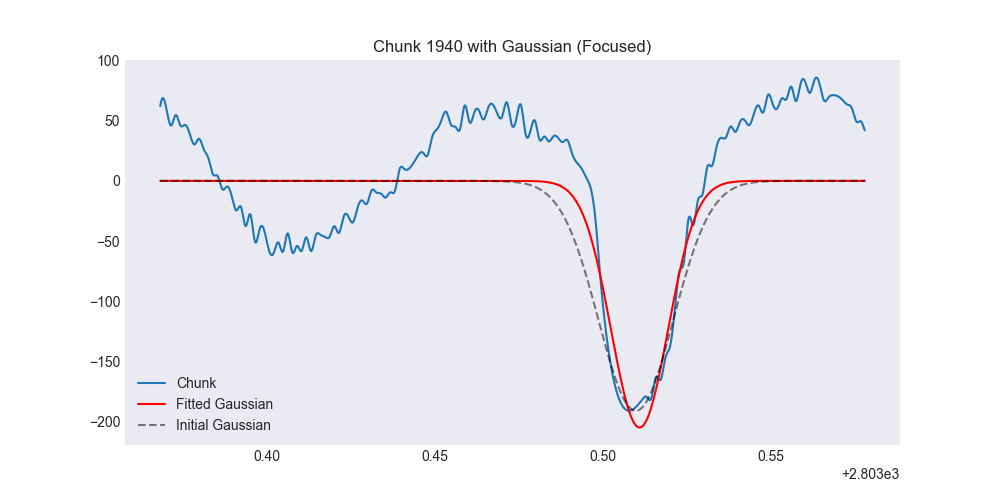 Chunk 1940 with Gaussian (Focused)
100
50
0
−50
−100
−150
−200
Chunk
Fitted Gaussian
Initial Gaussian
0.40 0.45 0.50 0.55
+2.803e3